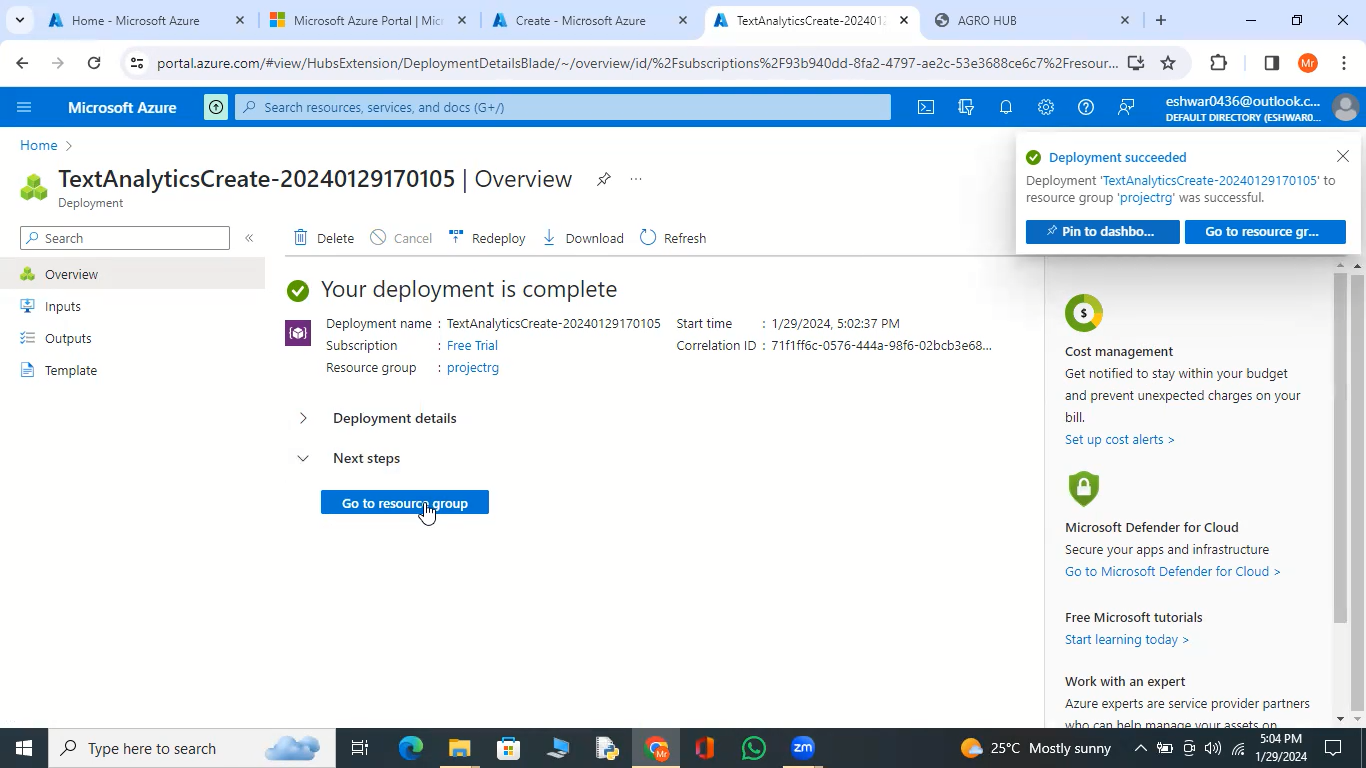 Home - Microsoft Azure
Microsoft Azure Portal | Mic
Create - Microsoft Azure
TextAnalyticsCreate-2024012
AGRO HUB
portal.azure.com/#view/HubsExtension/DeploymentDetailsBlade/~/overview/id/%2Fsubscriptions%2F93b940dd-8fa2-4797-ae2c-53e3688ce6c7%2Fresour...
Mr
Microsoft Azure
Search resources, services, and docs (G+/)
eshwar0436@outlook.c...
DEFAULT DIRECTORY (ESHWAR0...
Home
TextAnalyticsCreate-20240129170105 | Overview
Deployment
Deployment succeeded
Deployment 'TextAnalyticsCreate-20240129170105' to
resource group 'projectrg' was successful.
Pin to dashbo...
Go to resource gr...
Search
Delete
Cancel
Redeploy
Download
Refresh
Overview
Inputs
Outputs
Template
Your deployment is complete
Deployment name : TextAnalyticsCreate-20240129170105
Subscription : Free Trial
Resource group : projectrg
Start time : 1/29/2024, 5:02:37 PM
Correlation ID : 71f1ff6c-0576-444a-98f6-02bcb3e68...
Deployment details
Next steps
Go to resource group
Cost management
Get notified to stay within your budget
and prevent unexpected charges on your
bill.
Set up cost alerts >
Microsoft Defender for Cloud
Secure your apps and infrastructure
Go to Microsoft Defender for Cloud >
Free Microsoft tutorials
Start learning today >
Work with an expert
Azure experts are service provider partners
who can help manage your assets on
Type here to search
Mr
zm
25°C Mostly sunny
5:04 PM
1/29/2024